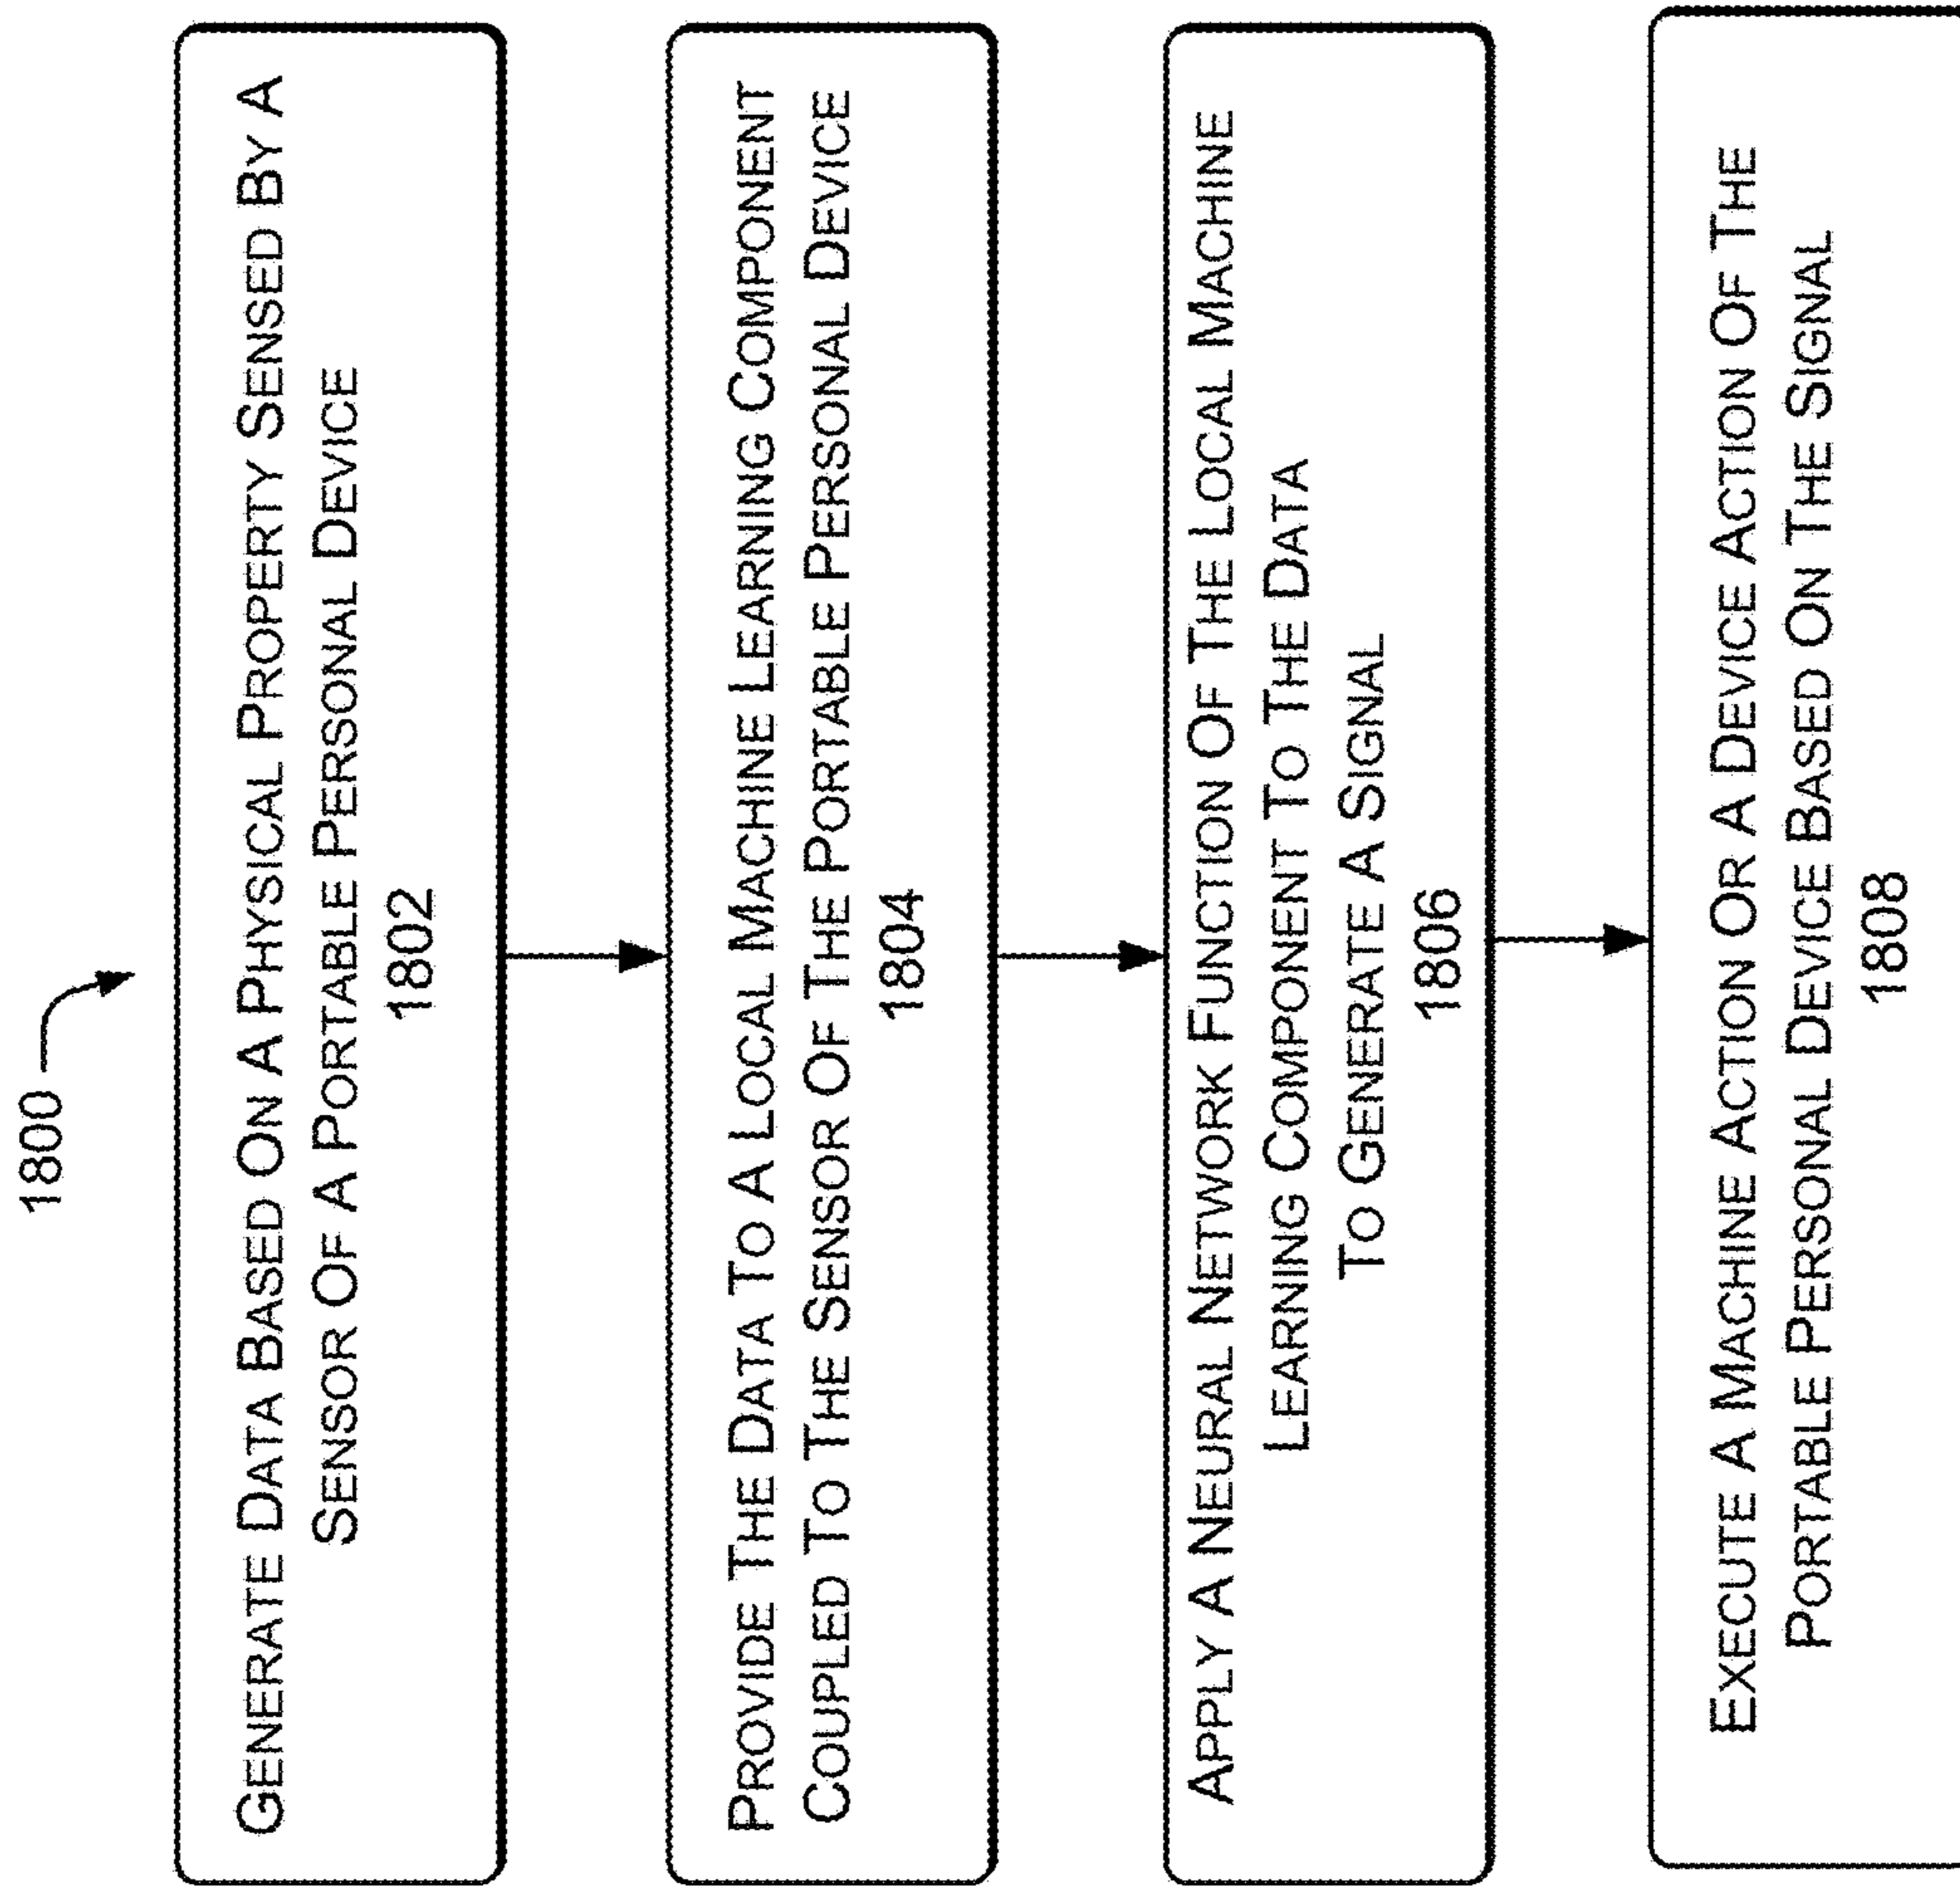 1800
GENERATE DATA BASED ON A PHYSICAL PROPERTY SENSED BY A
SENSOR OF A PORTABLE PERSONAL DEVICE
1802
PROVIDE THE DATA TO A LOCAL MACHINE LEARNING COMPONENT
COUPLED TO THE SENSOR OF THE PORTABLE PERSONAL DEVICE
1804
APPLY A NEURAL NETWORK FUNCTION OF THE LOCAL MACHINE
LEARNING COMPONENT TO THE DATA
TO GENERATE A SIGNAL
1806
EXECUTE A MACHINE ACTION OR A DEVICE ACTION OF THE
PORTABLE PERSONAL DEVICE BASED ON THE SIGNAL
1808